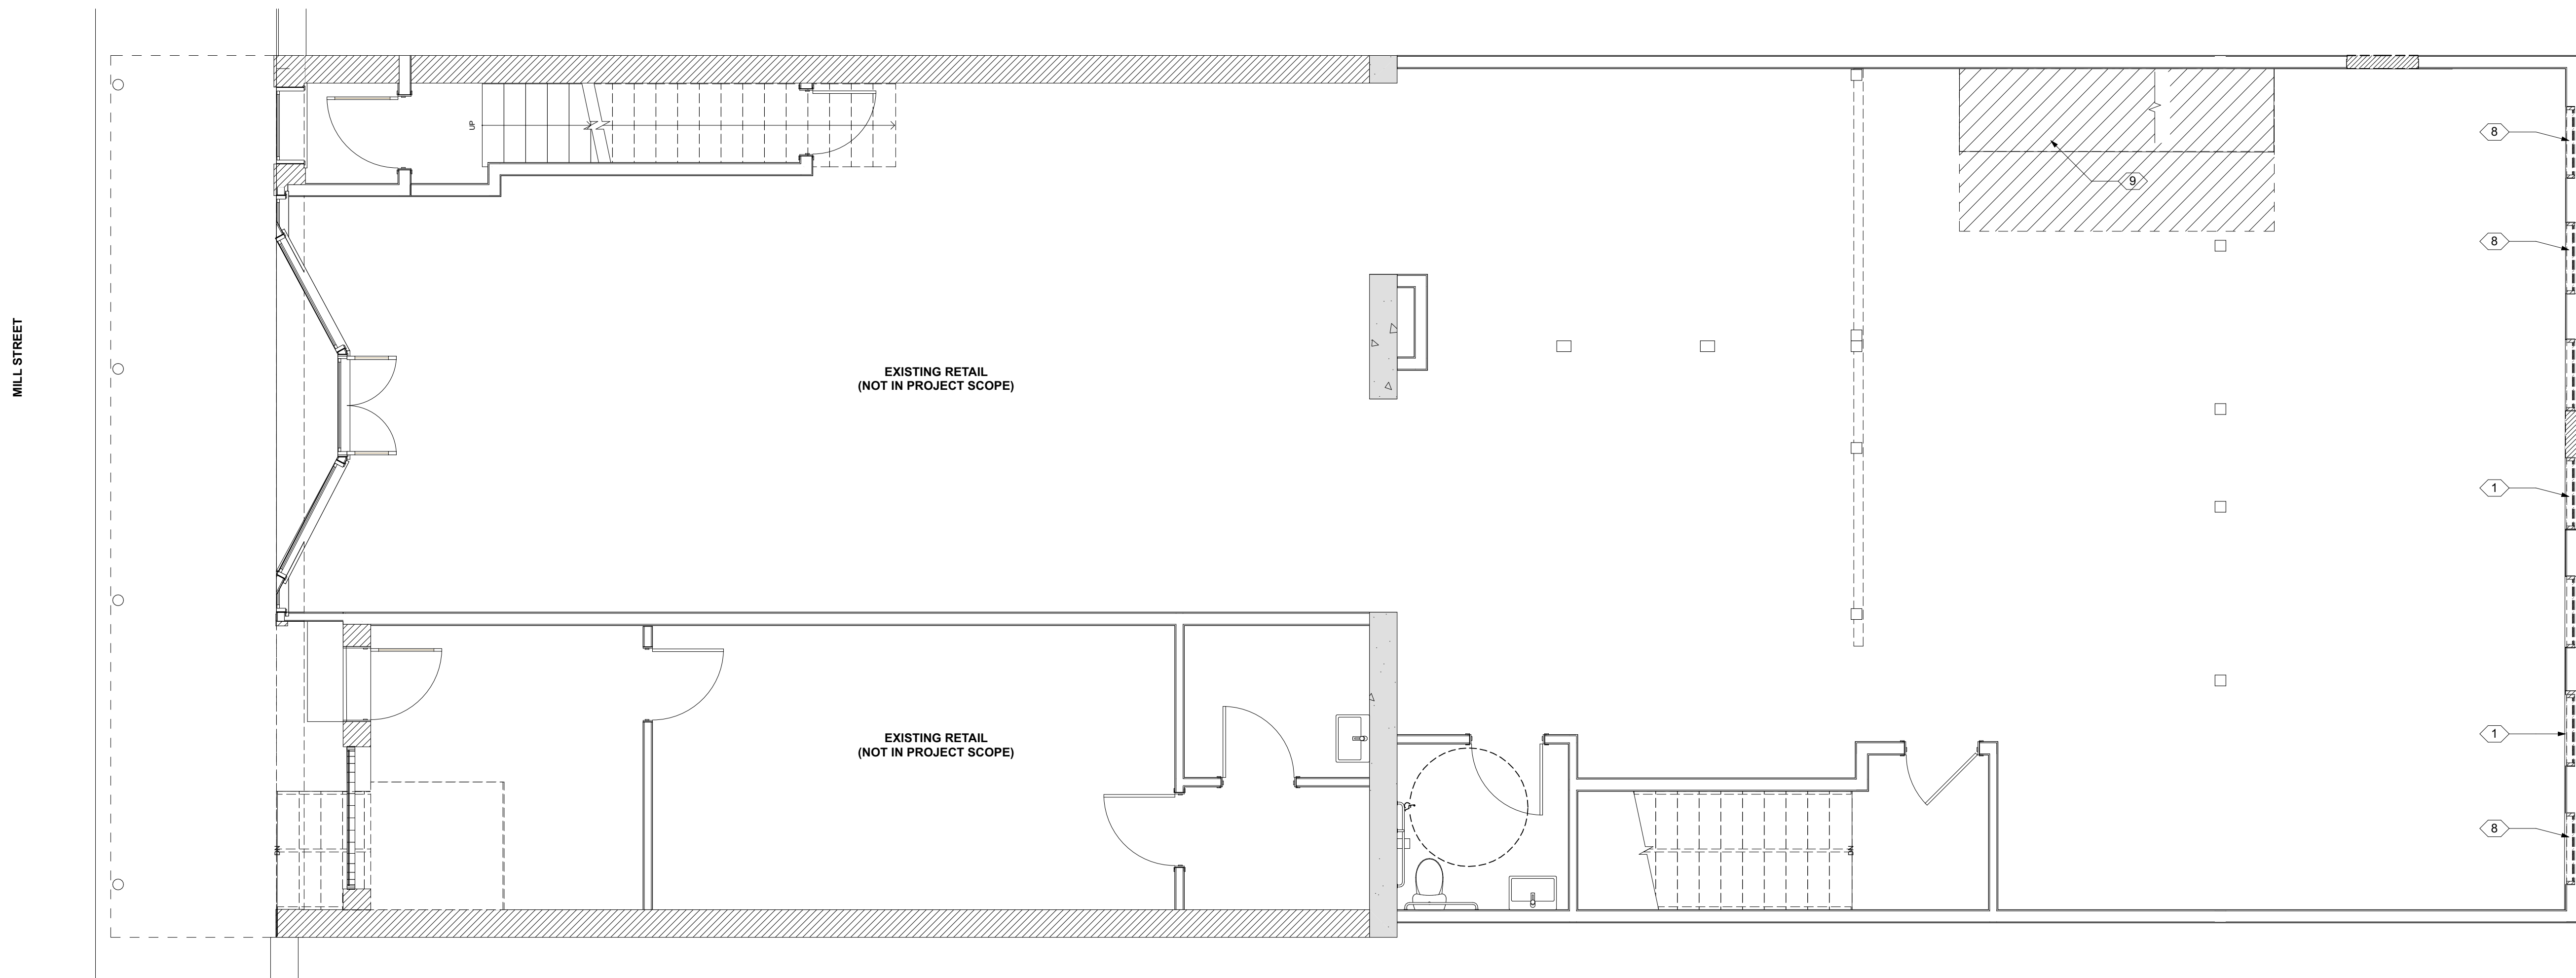 MILL STREET
UP
8
9
8
EXISTING RETAIL
(NOT IN PROJECT SCOPE)
1
EXISTING RETAIL
(NOT IN PROJECT SCOPE)
1
8
DN
DN